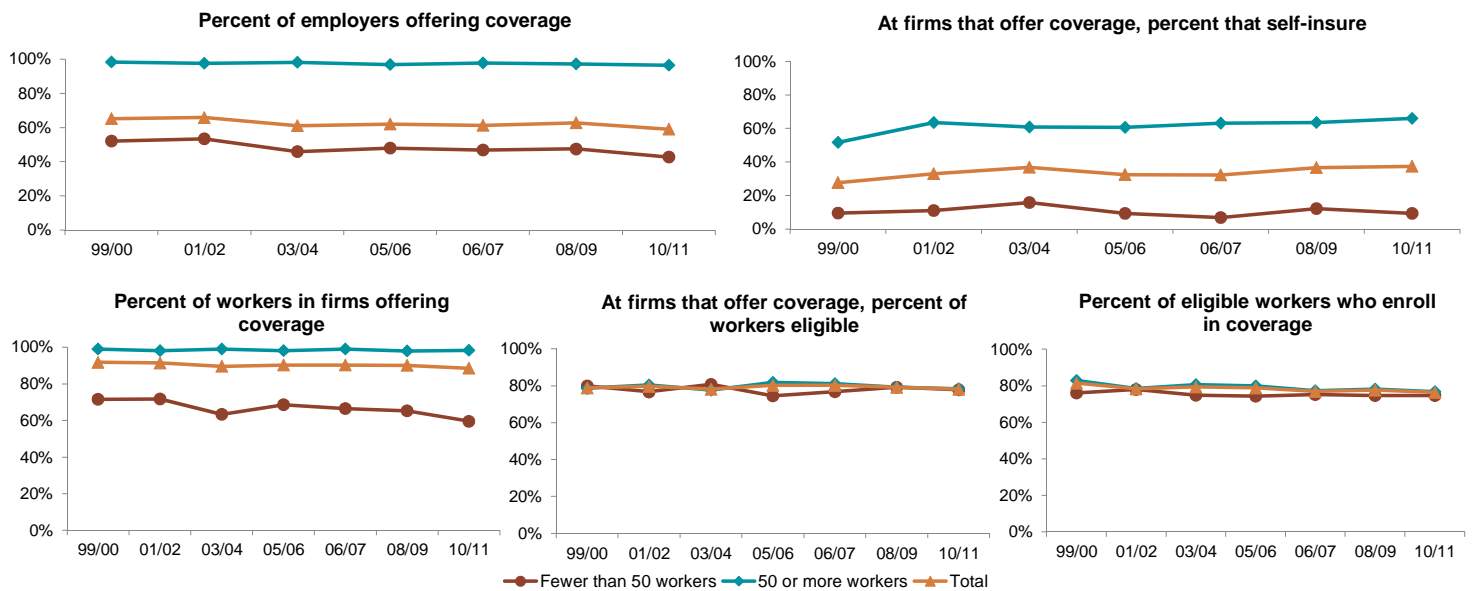 Percent of employers offering coverage
100%
80%
60%
40%
20%
0%
99/00 01/02 03/04 05/06 06/07 08/09 10/11
At firms that offer coverage, percent that self-insure
100%
80%
60%
40%
20%
0%
99/00 01/02 03/04 05/06 06/07 08/09 10/11
Percent of workers in firms offering
coverage
100%
80%
60%
40%
20%
0%
99/00 01/02 03/04 05/06 06/07 08/09 10/11
At firms that offer coverage, percent of
workers eligible
100%
80%
60%
40%
20%
0%
99/00 01/02 03/04 05/06 06/07 08/09 10/11
Percent of eligible workers who enroll
in coverage
100%
80%
60%
40%
20%
0%
99/00 01/02 03/04 05/06 06/07 08/09 10/11
Fewer than 50 workers 50 or more workers Total